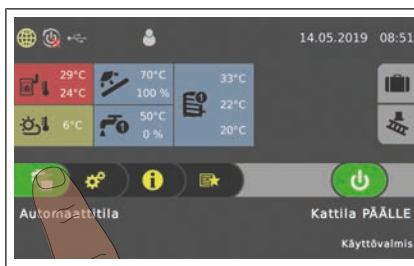 14.05.2019 08:51
29°C 70°C 33°C
24°C 100 %
22°C
6°C 50°C
0 % 20°C
Automaattitila Kattila PÄÄLLE
Käyttövalmis